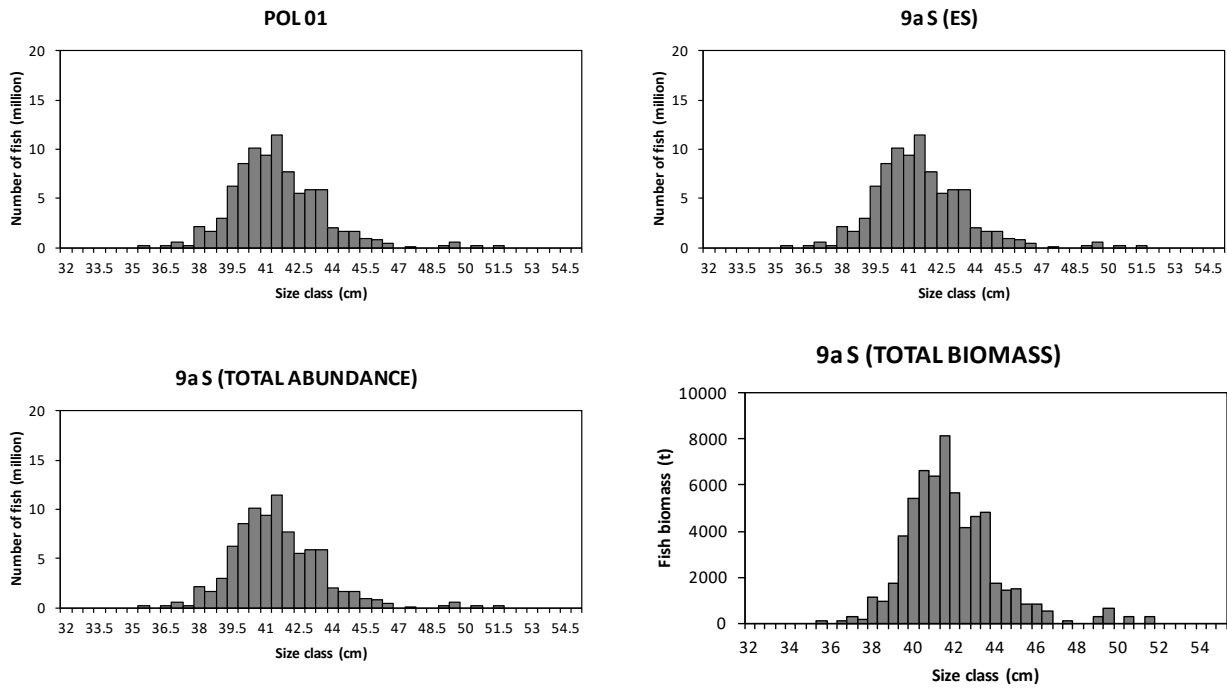 POL 01
20
15
10
5
0
Number of fish (million)
32 33.5 35 36.5 38 39.5 41 42.5 44 45.5 47 48.5 50 51.5 53 54.5
Size class (cm)
9a S (ES)
20
15
10
5
0
Number of fish (million)
32 33.5 35 36.5 38 39.5 41 42.5 44 45.5 47 48.5 50 51.5 53 54.5
Size class (cm)
9a S (TOTAL ABUNDANCE)
20
15
10
5
0
Number of fish (million)
32 33.5 35 36.5 38 39.5 41 42.5 44 45.5 47 48.5 50 51.5 53 54.5
Size class (cm)
9a S (TOTAL BIOMASS)
10000
8000
6000
4000
2000
0
Fish biomass (t)
32 34 36 38 40 42 44 46 48 50 52 54
Size class (cm)